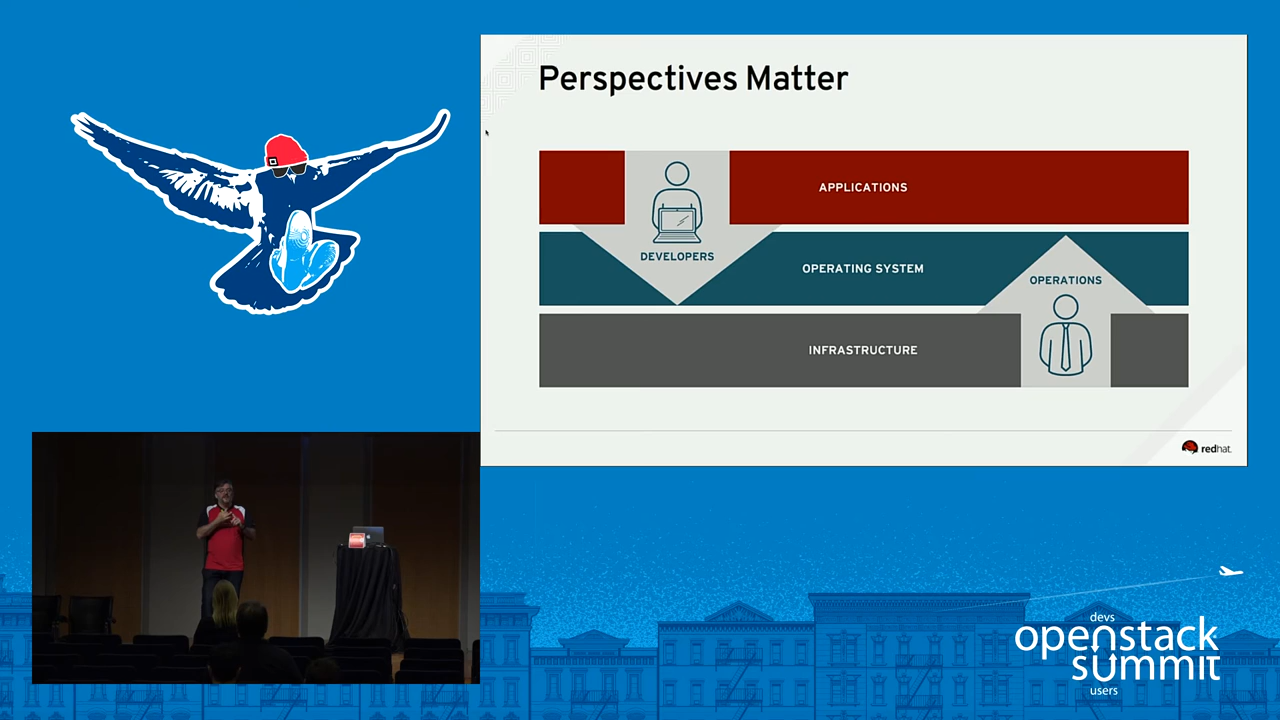 Perspectives Matter
APPLICATIONS
DEVELOPERS
OPERATING SYSTEM
OPERATIONS
INFRASTRUCTURE
redhat.
devs
openstack
summit
users